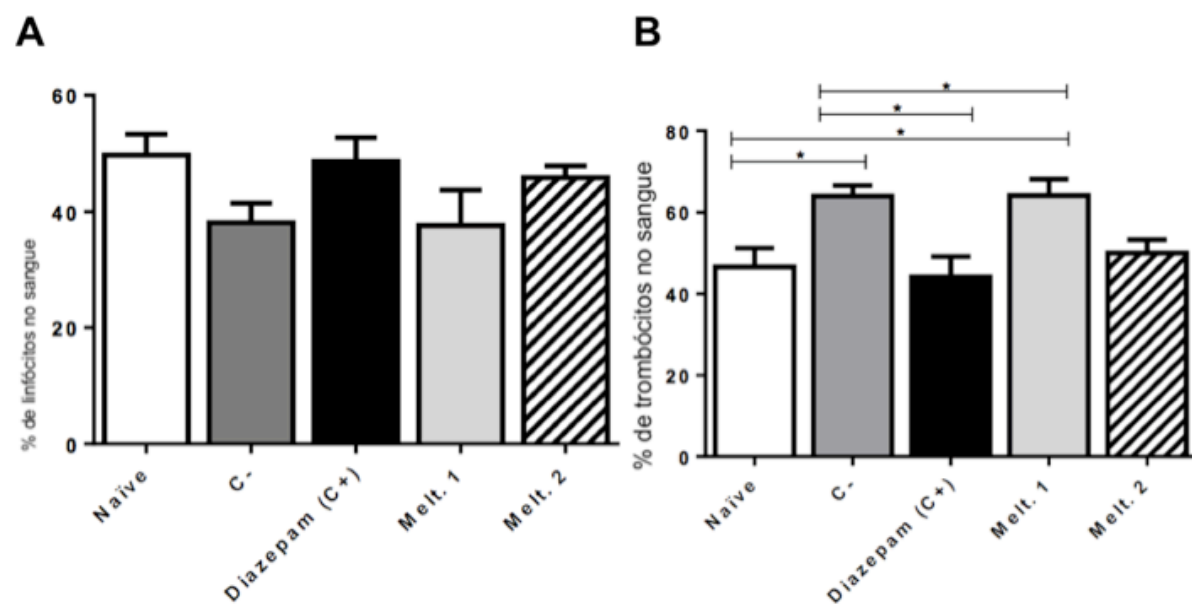 A
% de linfócitos no sangue
60
40
20
0
Naïve
C-
Diazepam (C+)
Melt. 1
Melt. 2
B
% de trombócitos no sangue
80
60
40
20
0
*
*
*
*
Naïve
C-
Diazepam (C+)
Melt. 1
Melt. 2